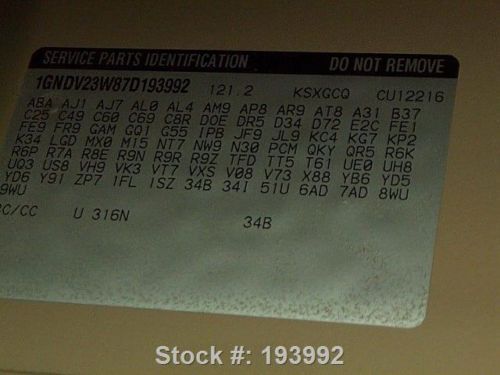 SERVICE PARTS IDENTIFICATION DO NOT REMOVE
1GNDV23W87D193992 121.2 KSXGCQ CU12216
ABA AJ1 AJ7 AL0 AL4 AM9 AP8 AR9 AT8 A31 B37
C25 C49 C60 C69 C8R DOE DR5 D34 D72 E2C FE1
FE9 FR9 GAM GQ1 G55 IPB JF9 JL9 KC4 KG7 KP2
K34 LGD MX0 M15 NT7 NW9 N30 PCM QKY QR5 R6K
R6P R7A R8E R9N R9R R9Z TFD TT5 T61 UE0 UH8
UQ3 US8 VH9 VK3 VT7 VXS V08 V73 X88 YB6 YD5
YD6 Y91 ZP7 1FL 1SZ 34B 34I 51U 6AD 7AD 8WU
9WU
BC/CC U 316N 34B
Stock #: 193992